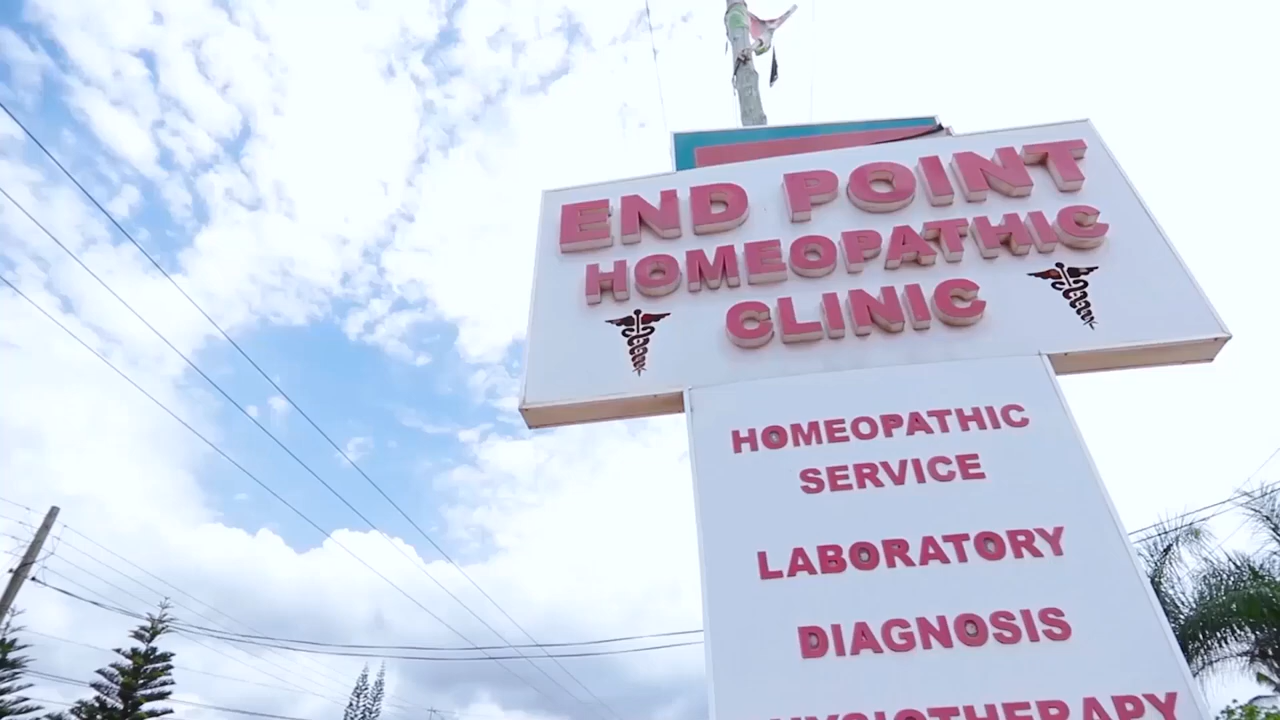 END POINT
HOMEOPATHIC
CLINIC
HOMEOPATHIC
SERVICE
LABORATORY
DIAGNOSIS